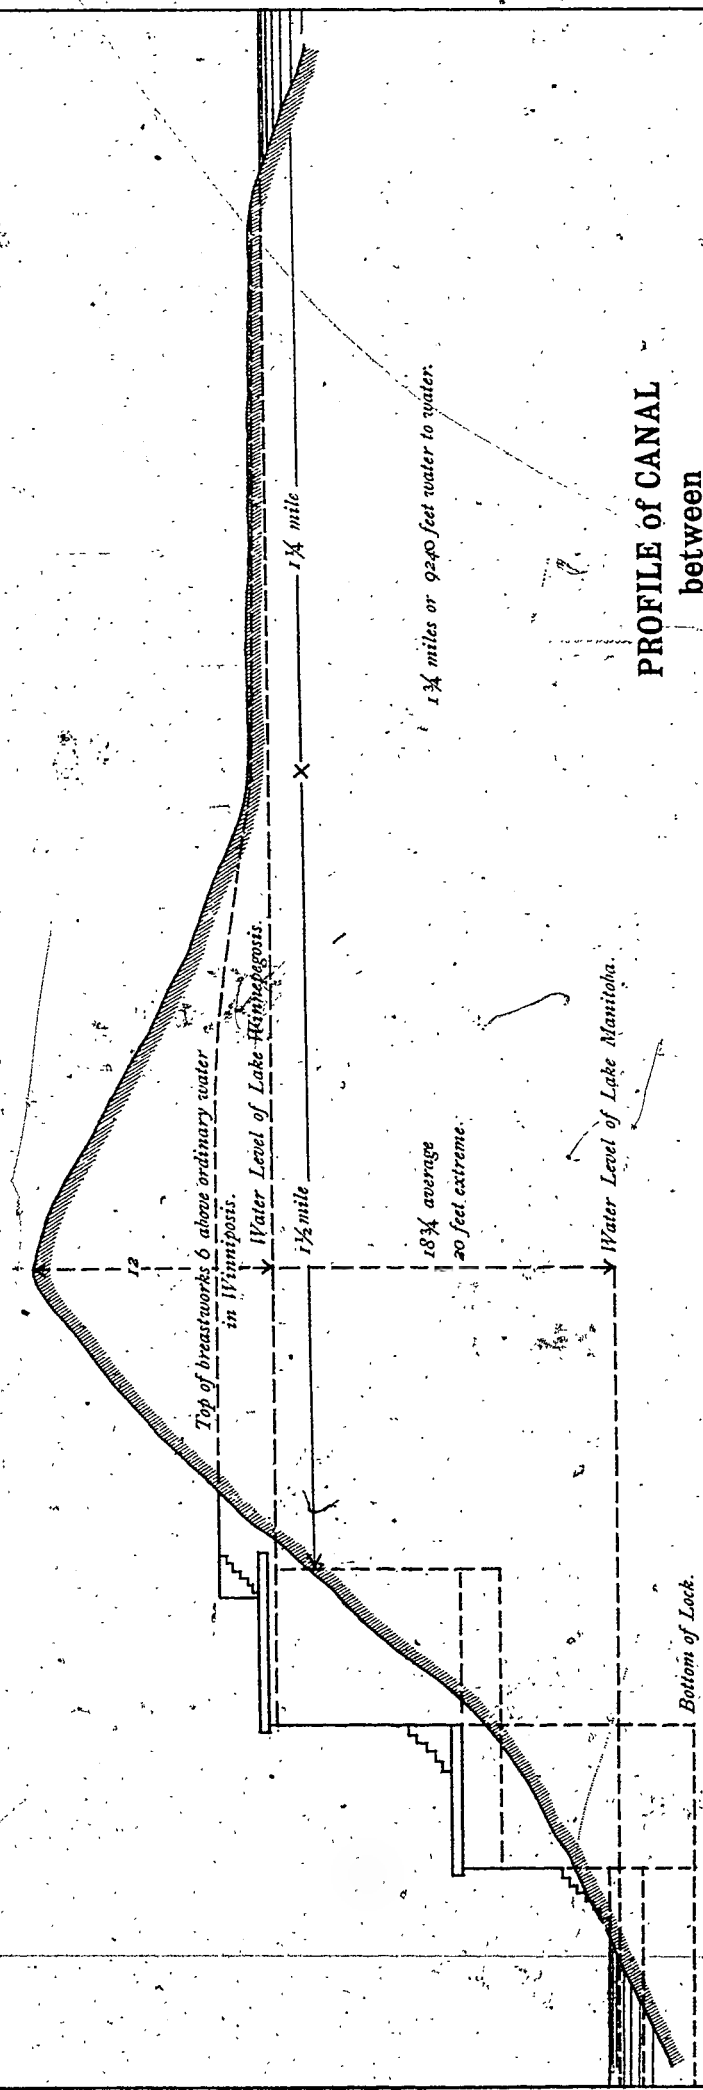 12
Top of breastworks 6 above ordinary water
in Winniposis.
Water Level of Lake Winnepegosis.
1½ mile
1¼ mile
18¾ average
20 feet extreme.
1¾ miles or 9240 feet water to water.
Water Level of Lake Manitoba.
Bottom of Lock.
PROFILE of CANAL
between